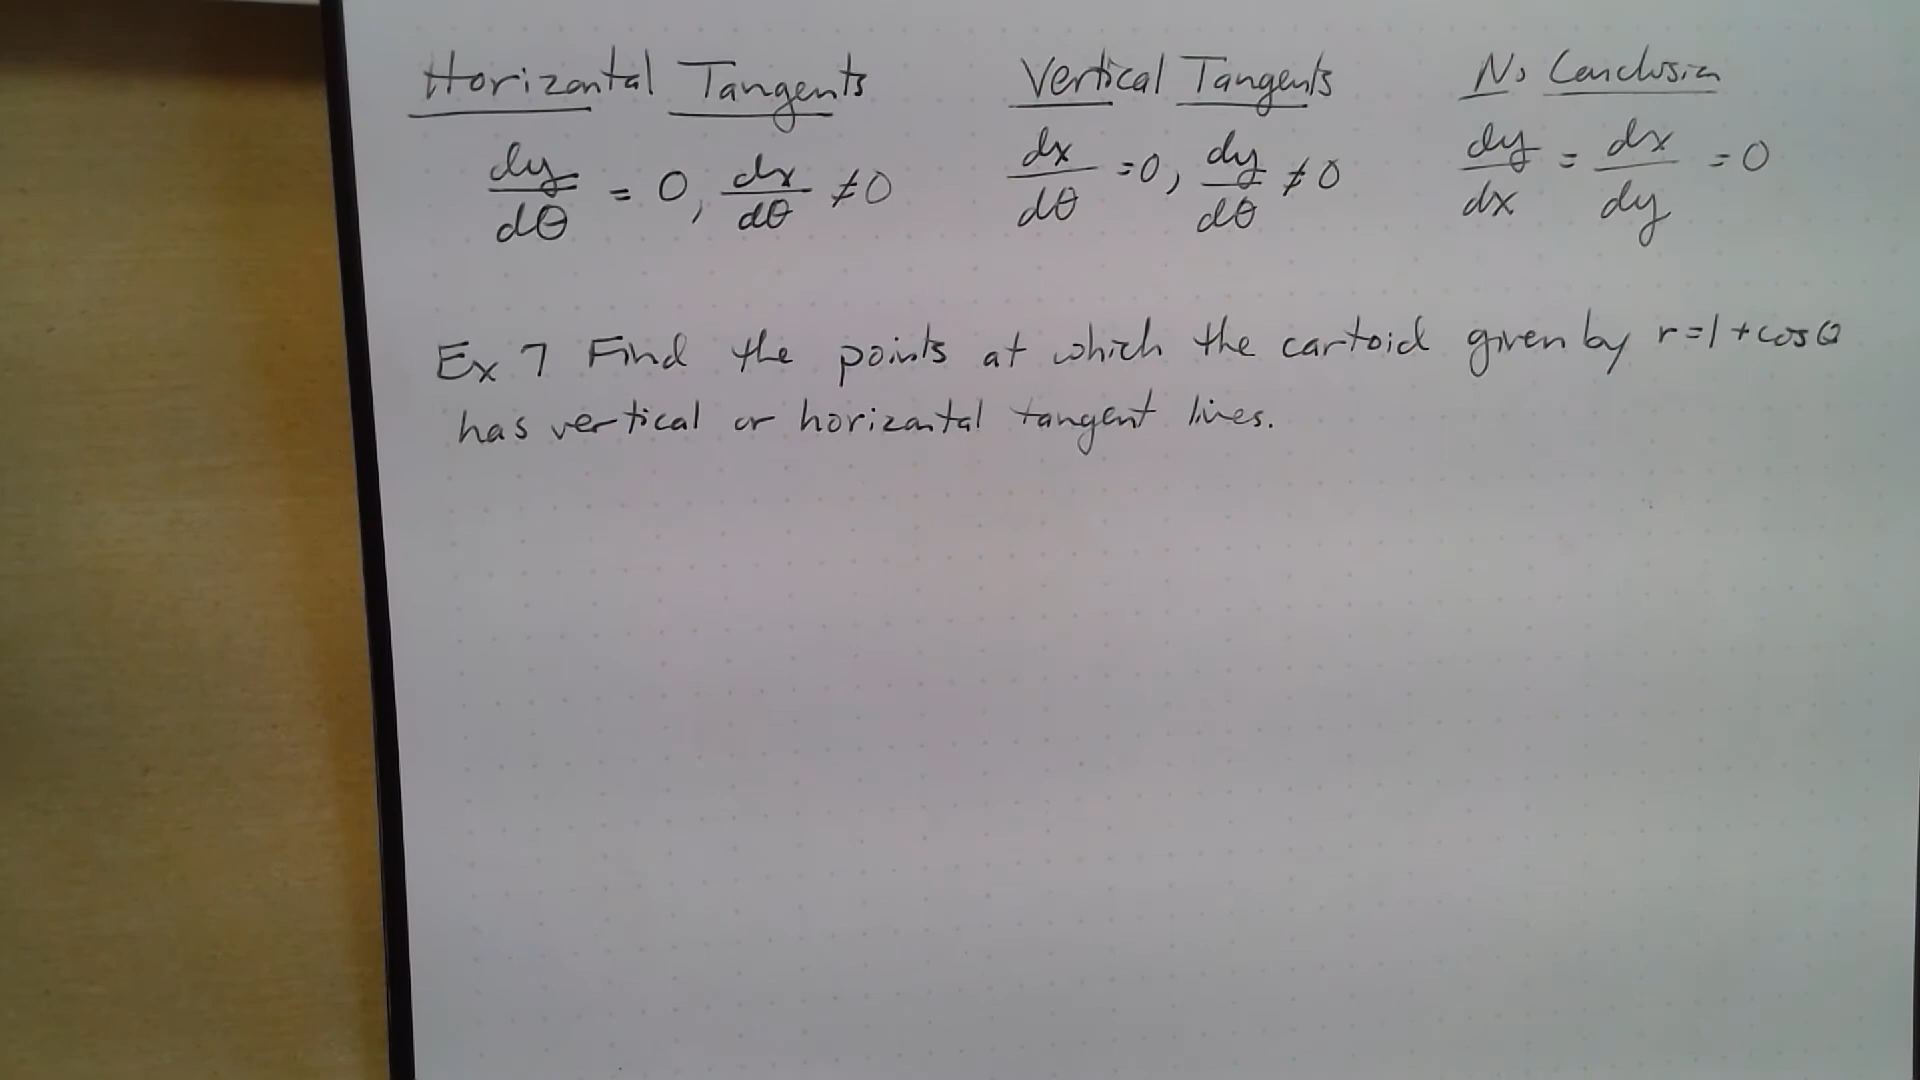 Horizontal Tangents
dy/dθ = 0, dx/dθ ≠ 0
Vertical Tangents
dx/dθ = 0, dy/dθ ≠ 0
No Conclusion
dy/dx = dx/dy = 0
Ex 7 Find the points at which the cartoid given by r=1+cosθ
has vertical or horizontal tangent lines.